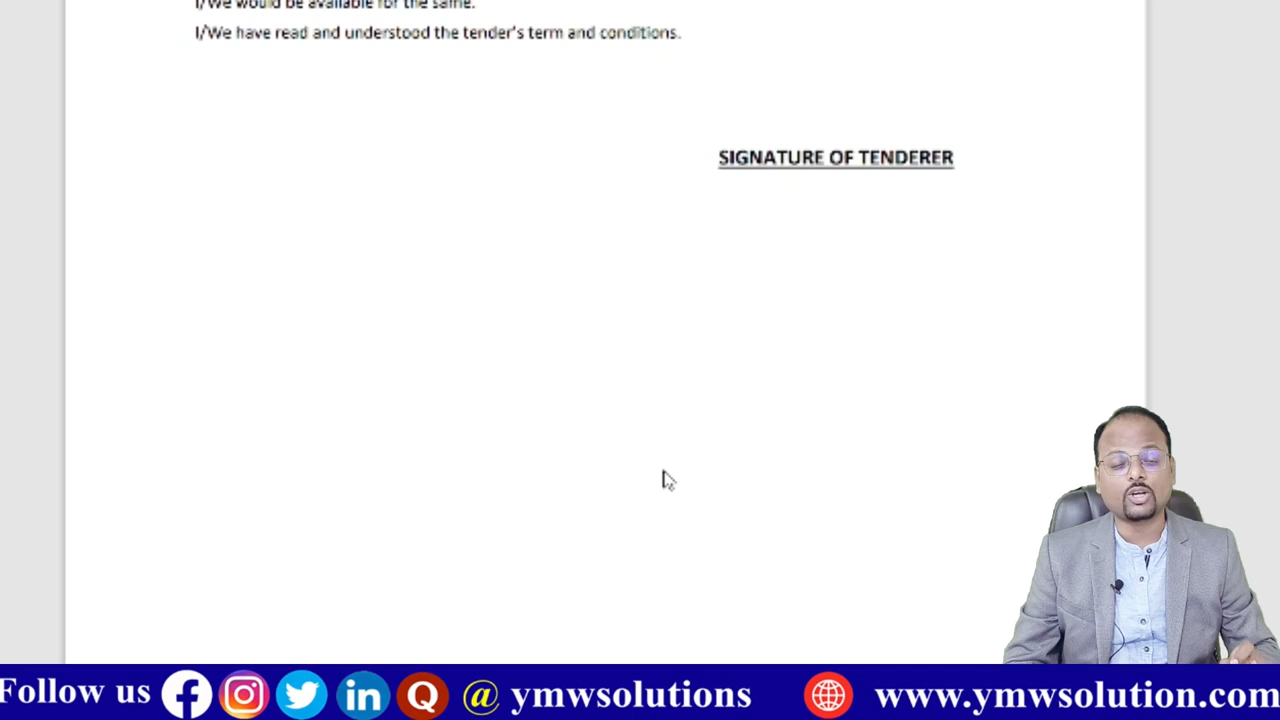 I/We would be available for the same.
I/We have read and understood the tender's term and conditions.
SIGNATURE OF TENDERER
Follow us @ ymwsolutions www.ymwsolution.com